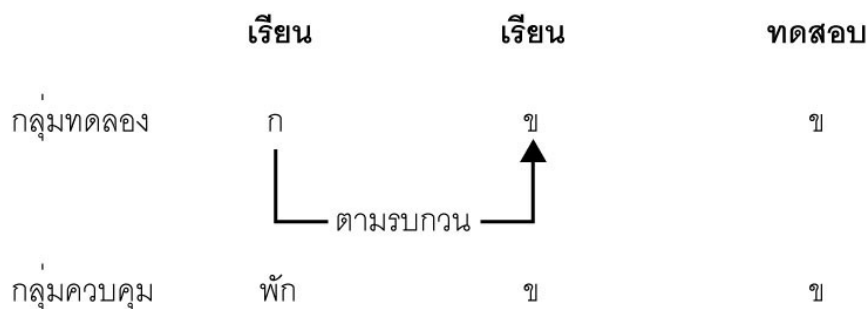 เรียน เรียน ทดสอบ
กลุ่มทดลอง ก ข ข
ตามรบกวน
กลุ่มควบคุม พัก ข ข